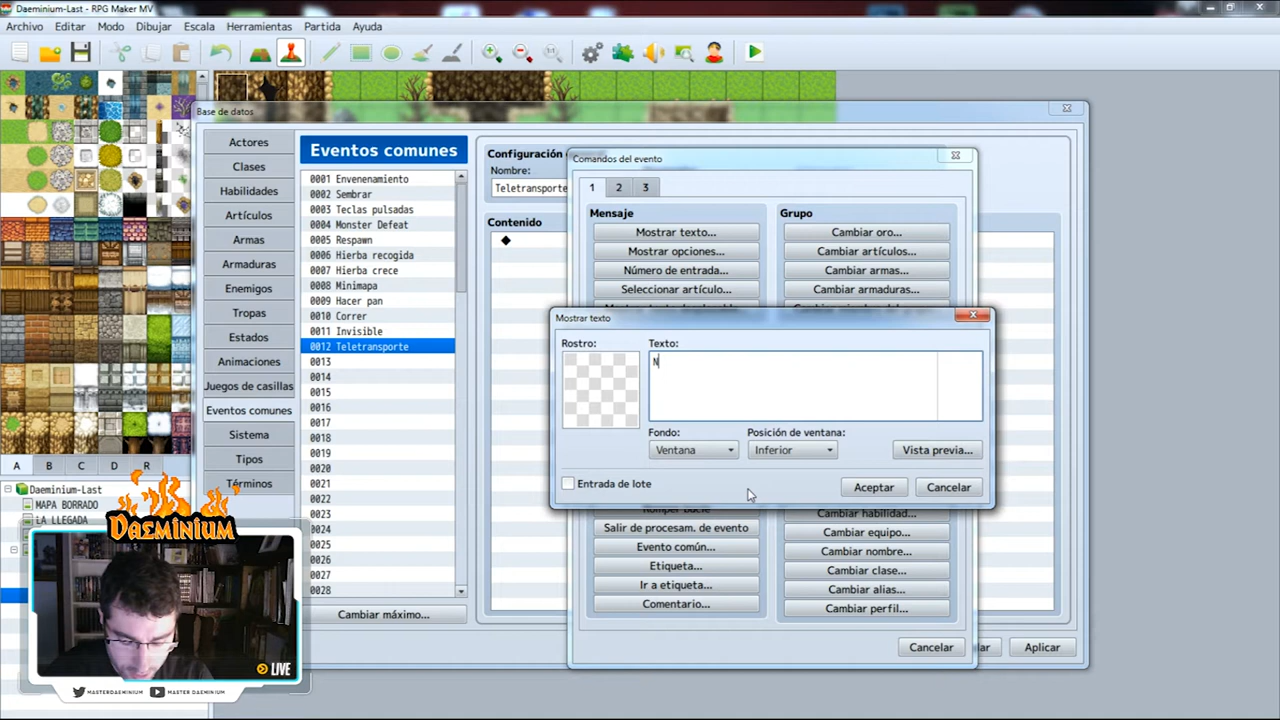 Daeminium-Last - RPG Maker MV
Archivo Editar Modo Dibujar Escala Herramientas Partida Ayuda
Base de datos
Actores
Clases
Habilidades
Artículos
Armas
Armaduras
Enemigos
Tropas
Estados
Animaciones
Juegos de casillas
Eventos comunes
Sistema
Tipos
Términos
Eventos comunes
0001 Envenenamiento
0002 Sembrar
0003 Teclas pulsadas
0004 Monster Defeat
0005 Respawn
0006 Hierba recogida
0007 Hierba crece
0008 Minimapa
0009 Hacer pan
0010 Correr
0011 Invisible
0012 Teletransporte
0013
0014
0015
0016
0017
0018
0019
0020
0021
0022
0023
0024
0025
0026
0027
0028
Cambiar máximo...
Configuración
Nombre:
Teletransporte
Contenido
Comandos del evento
1 2 3
Mensaje
Mostrar texto...
Mostrar opciones...
Número de entrada...
Seleccionar artículo...
Grupo
Cambiar oro...
Cambiar artículos...
Cambiar armas...
Cambiar armaduras...
Mostrar texto
Rostro:
Texto:
N
Fondo:
Ventana
Posición de ventana:
Inferior
Vista previa...
Entrada de lote
Aceptar
Cancelar
Salir de procesam. de evento
Evento común...
Etiqueta...
Ir a etiqueta...
Comentario...
Cambiar habilidad...
Cambiar equipo...
Cambiar nombre...
Cambiar clase...
Cambiar alias...
Cambiar perfil...
Cancelar
Aplicar
A B C D R
Daeminium-Last
MAPA BORRADO
LA LLEGADA
DAEMINIUM
LIVE
MASTERDAEMINIUM
MASTER DAEMINIUM